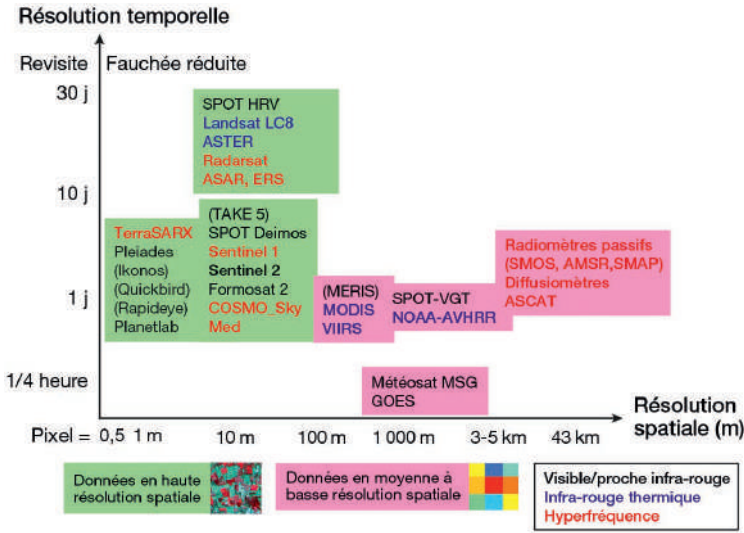 Résolution temporelle
Revisite
Fauchée réduite
30 j
SPOT HRV
Landsat LC8
ASTER
Radarsat
ASAR, ERS
10 j
(TAKE 5)
SPOT Deimos
Sentinel 1
Sentinel 2
Formosat 2
COSMO_Sky
Med
TerraSARX
Pleiades
(Ikonos)
(Quickbird)
(Rapideye)
Planetlab
Radiomètres passifs
(SMOS, AMSR,SMAP)
Diffusiomètres
ASCAT
1 j
(MERIS)
MODIS
VIIRS
SPOT-VGT
NOAA-AVHRR
1/4 heure
Météosat MSG
GOES
Résolution
spatiale (m)
Pixel = 0,5 1 m 10 m 100 m 1 000 m 3-5 km 43 km
Données en haute
résolution spatiale
Données en moyenne à
basse résolution spatiale
Visible/proche infra-rouge
Infra-rouge thermique
Hyperfréquence